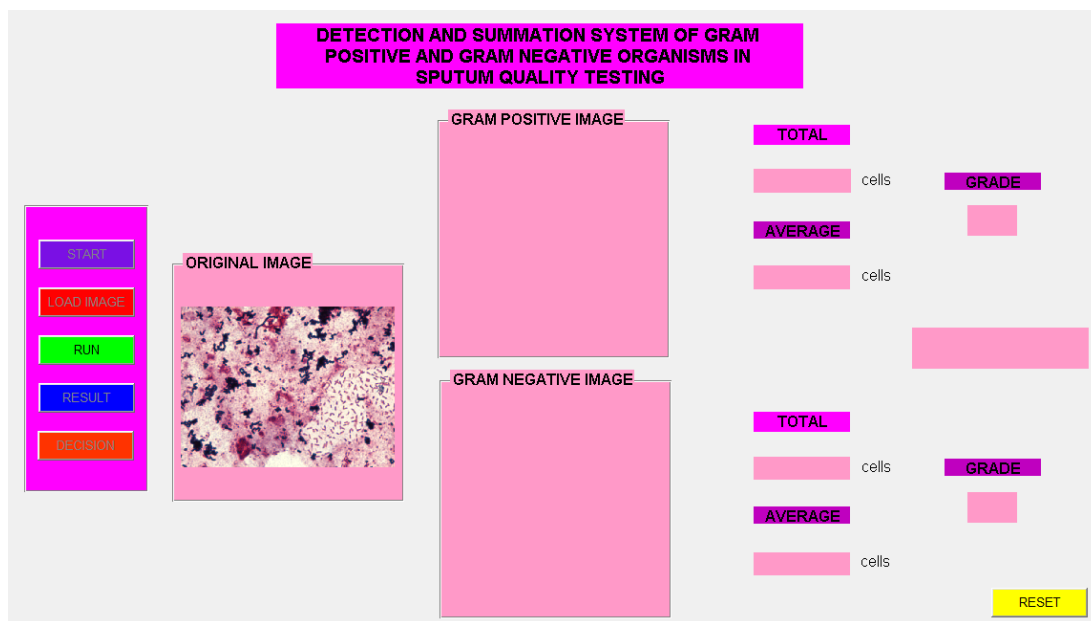 DETECTION AND SUMMATION SYSTEM OF GRAM
POSITIVE AND GRAM NEGATIVE ORGANISMS IN
SPUTUM QUALITY TESTING
START
LOAD IMAGE
RUN
RESULT
DECISION
ORIGINAL IMAGE
GRAM POSITIVE IMAGE
GRAM NEGATIVE IMAGE
TOTAL
cells
GRADE
AVERAGE
cells
TOTAL
cells
GRADE
AVERAGE
cells
RESET